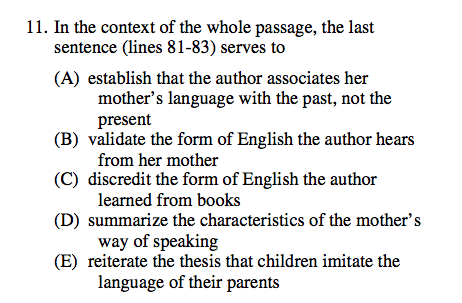 11. In the context of the whole passage, the last
sentence (lines 81-83) serves to
(A) establish that the author associates her
mother's language with the past, not the
present
(B) validate the form of English the author hears
from her mother
(C) discredit the form of English the author
learned from books
(D) summarize the characteristics of the mother's
way of speaking
(E) reiterate the thesis that children imitate the
language of their parents